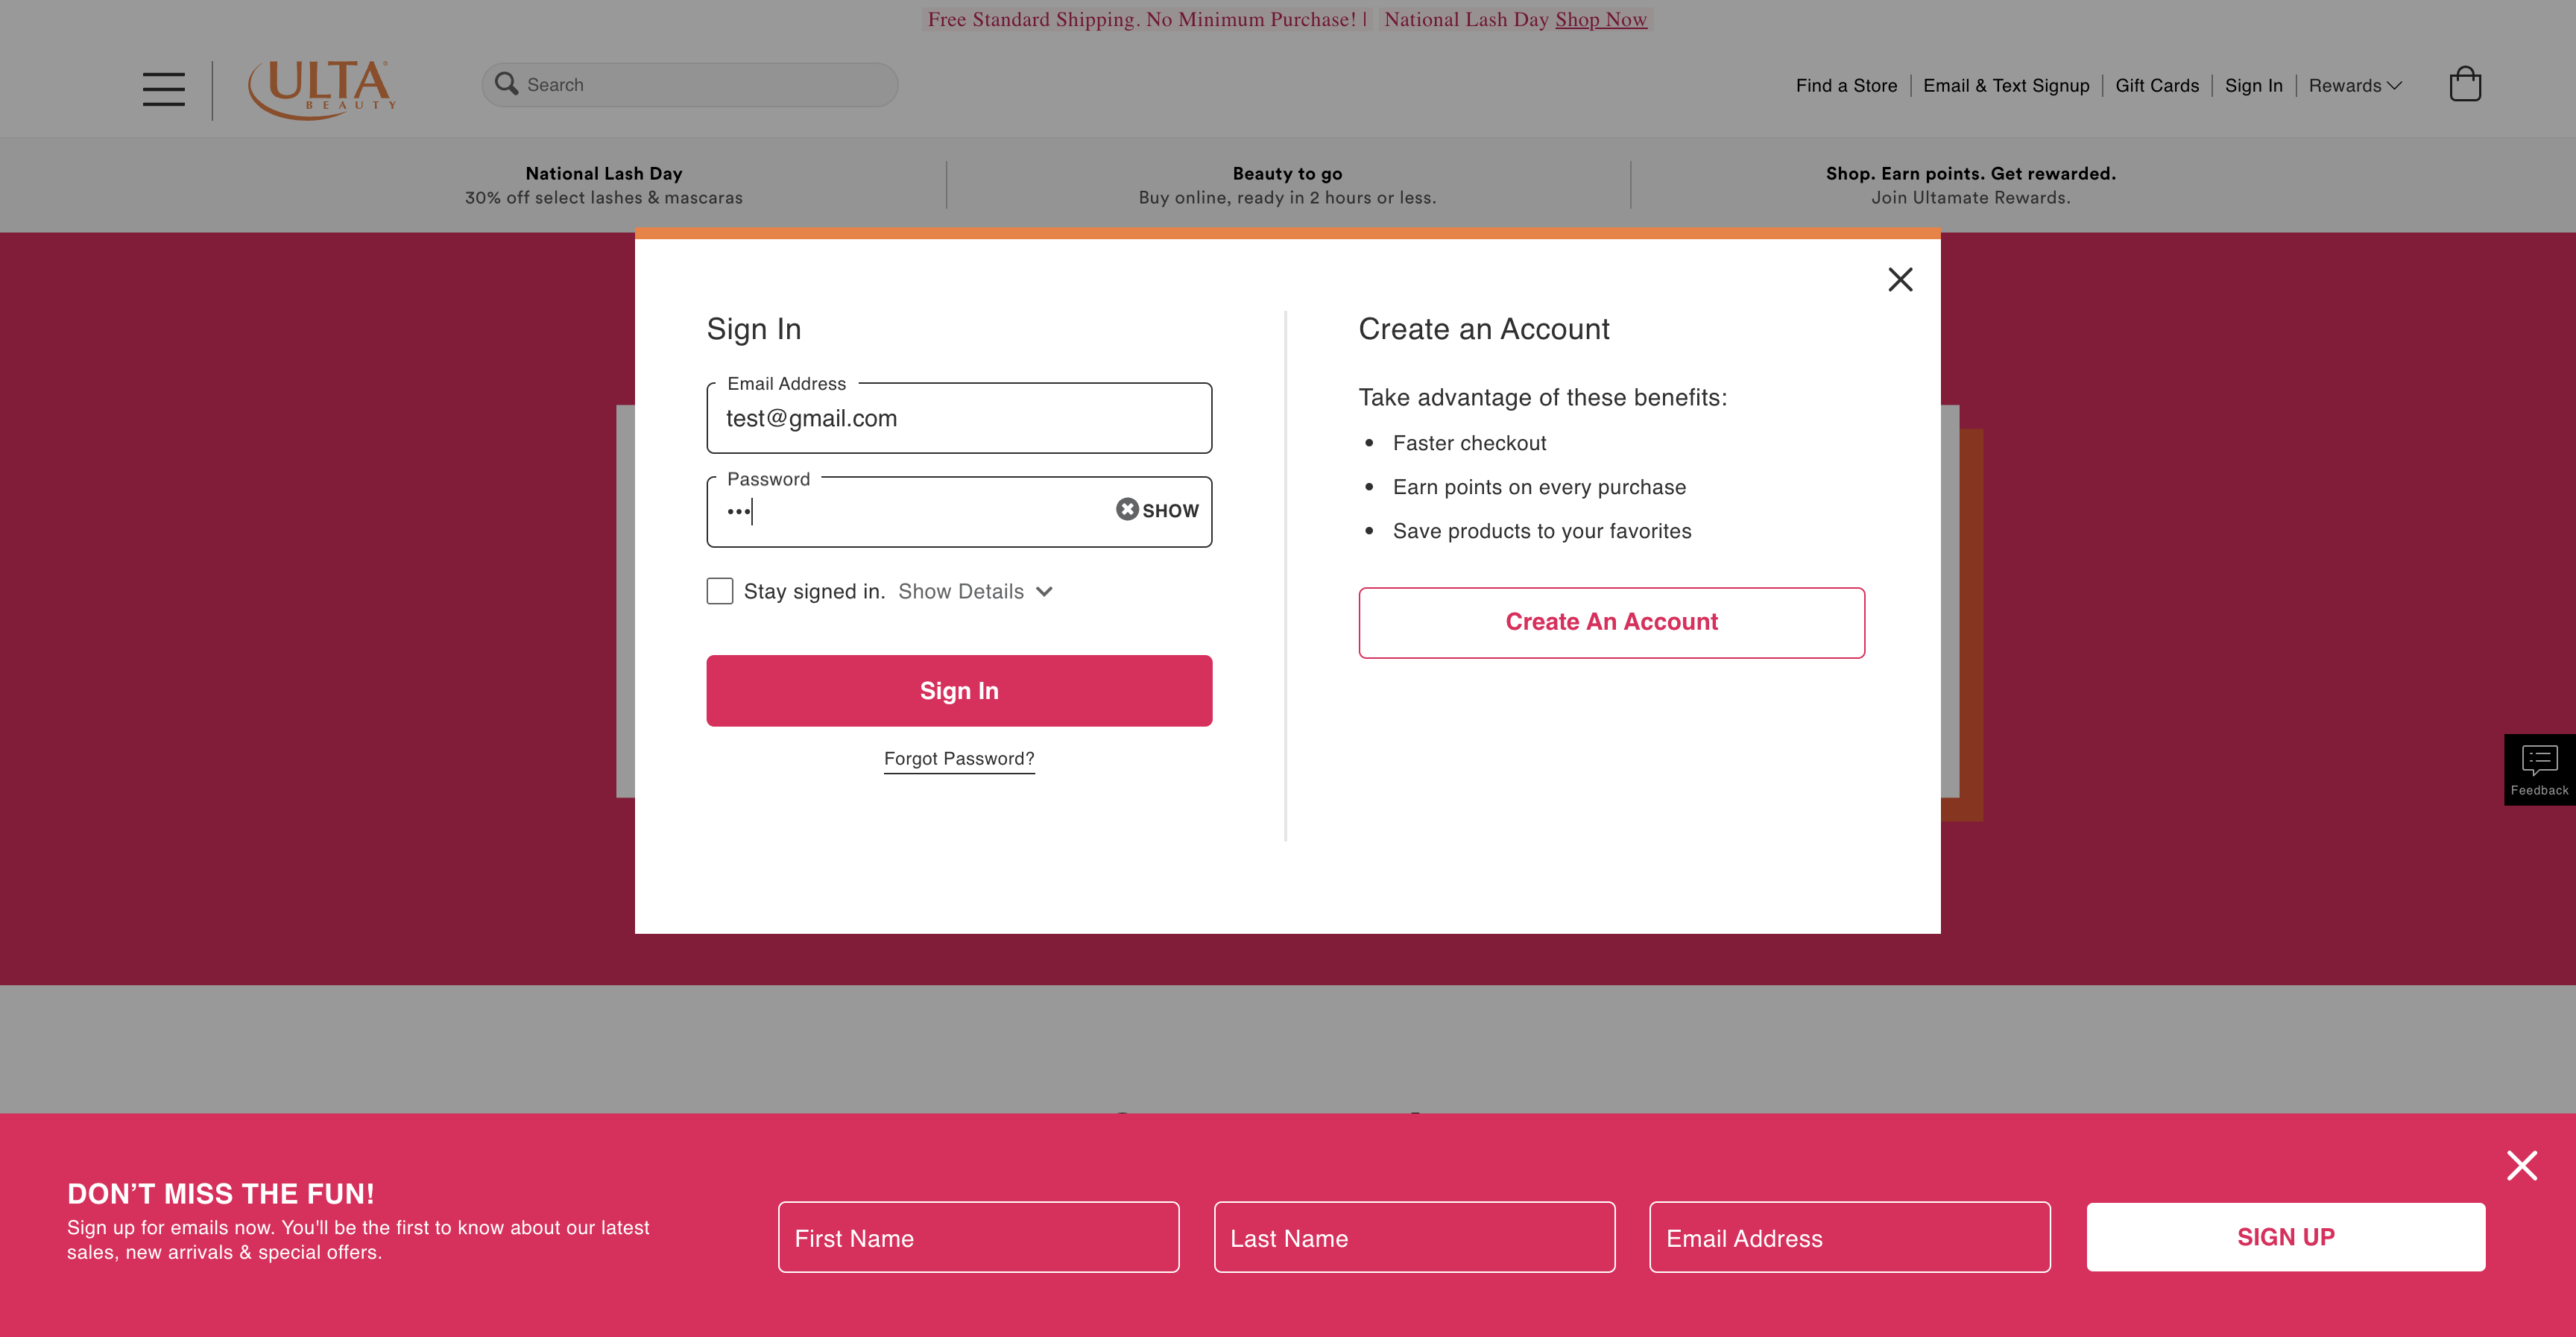 Free Standard Shipping. No Minimum Purchase! | National Lash Day Shop Now
ULTA
BEAUTY
Search
Find a Store
Email & Text Signup
Gift Cards
Sign In
Rewards
National Lash Day
30% off select lashes & mascaras
Beauty to go
Buy online, ready in 2 hours or less.
Shop. Earn points. Get rewarded.
Join Ultamate Rewards.
Sign In
Email Address
test@gmail.com
Password
•••
SHOW
Stay signed in. Show Details
Sign In
Forgot Password?
Create an Account
Take advantage of these benefits:
• Faster checkout
• Earn points on every purchase
• Save products to your favorites
Create An Account
Feedback
DON’T MISS THE FUN!
Sign up for emails now. You'll be the first to know about our latest
sales, new arrivals & special offers.
First Name
Last Name
Email Address
SIGN UP